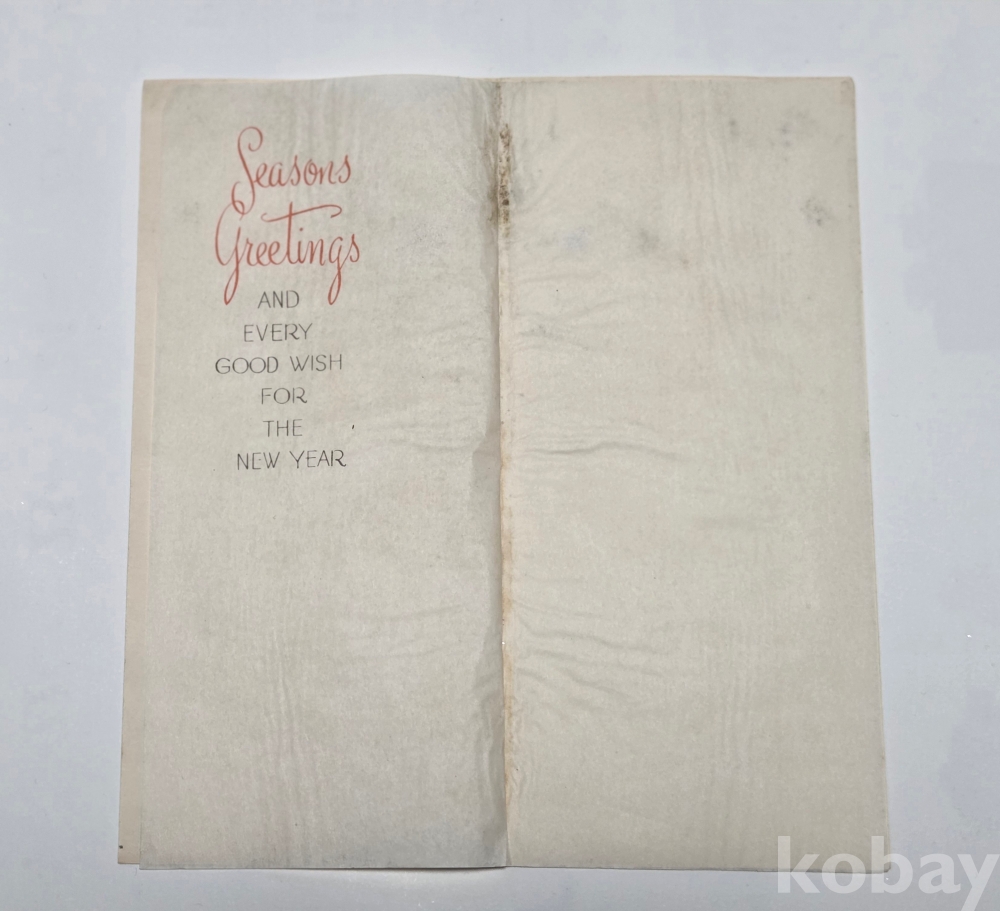 Seasons
Greetings
AND
EVERY
GOOD WISH
FOR
THE
NEW YEAR
kobay